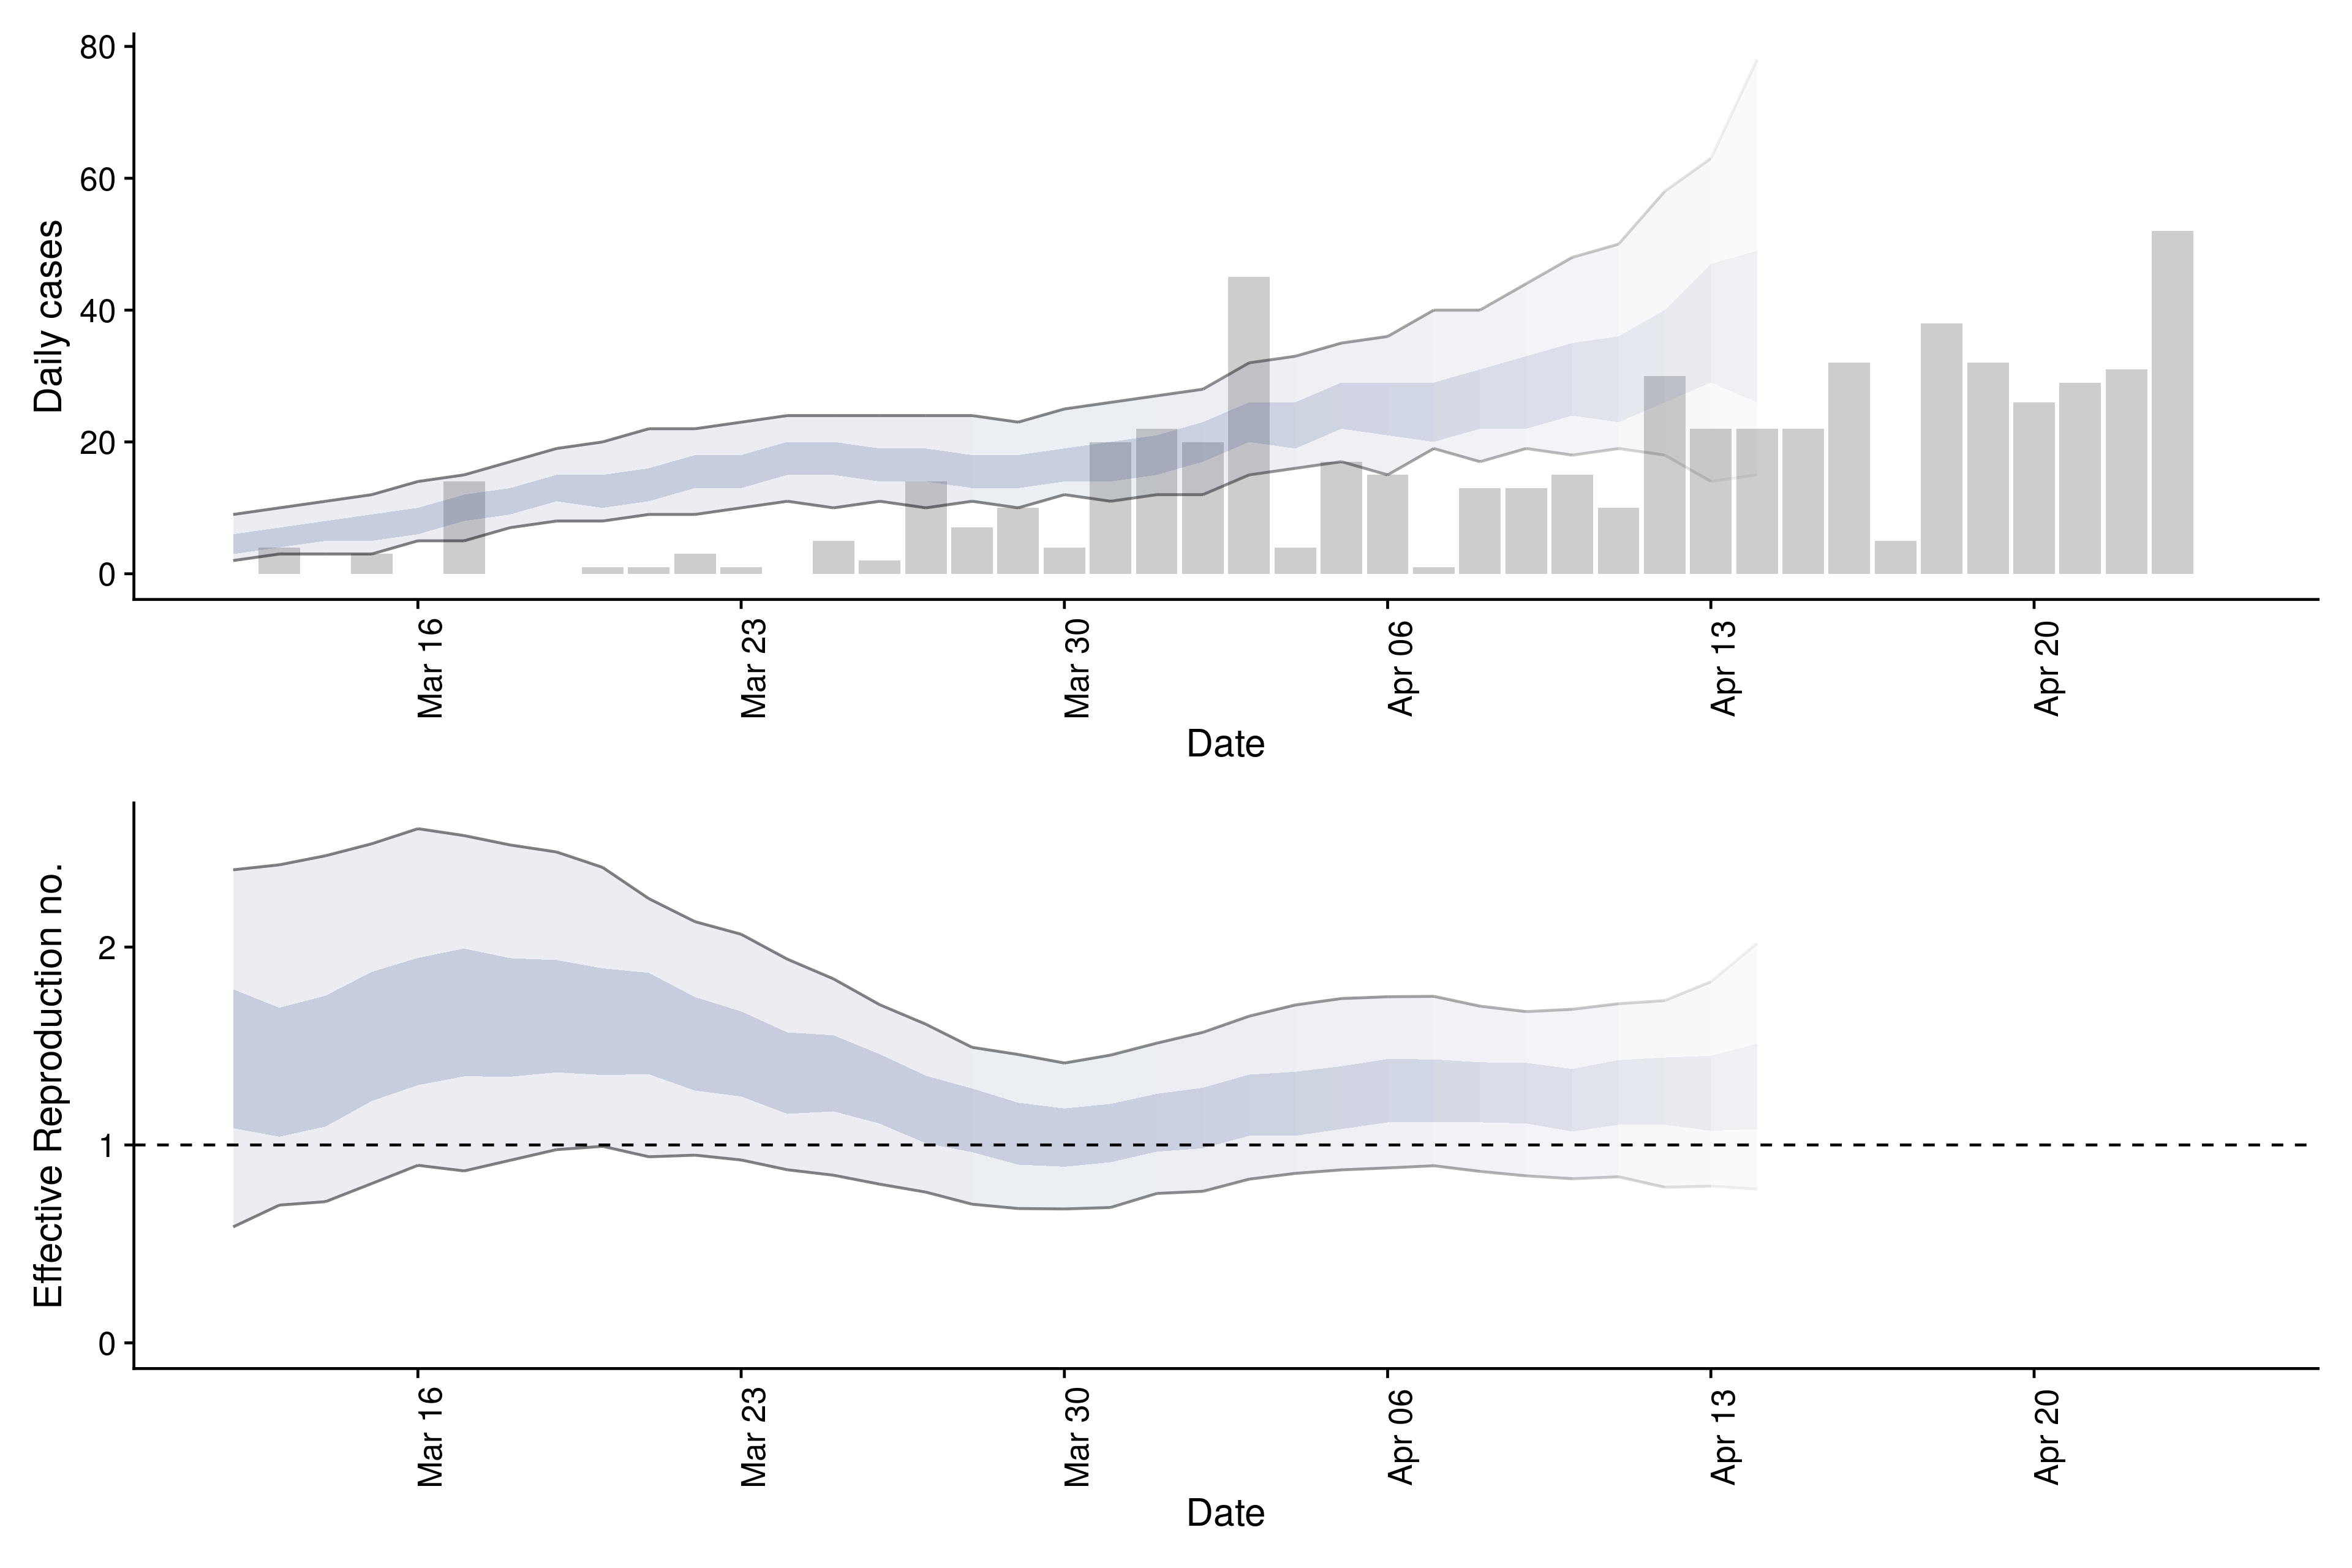 Daily cases
80
60
40
20
0
Mar 16
Mar 23
Mar 30
Apr 06
Apr 13
Apr 20
Date
Effective Reproduction no.
2
1
0
Mar 16
Mar 23
Mar 30
Apr 06
Apr 13
Apr 20
Date